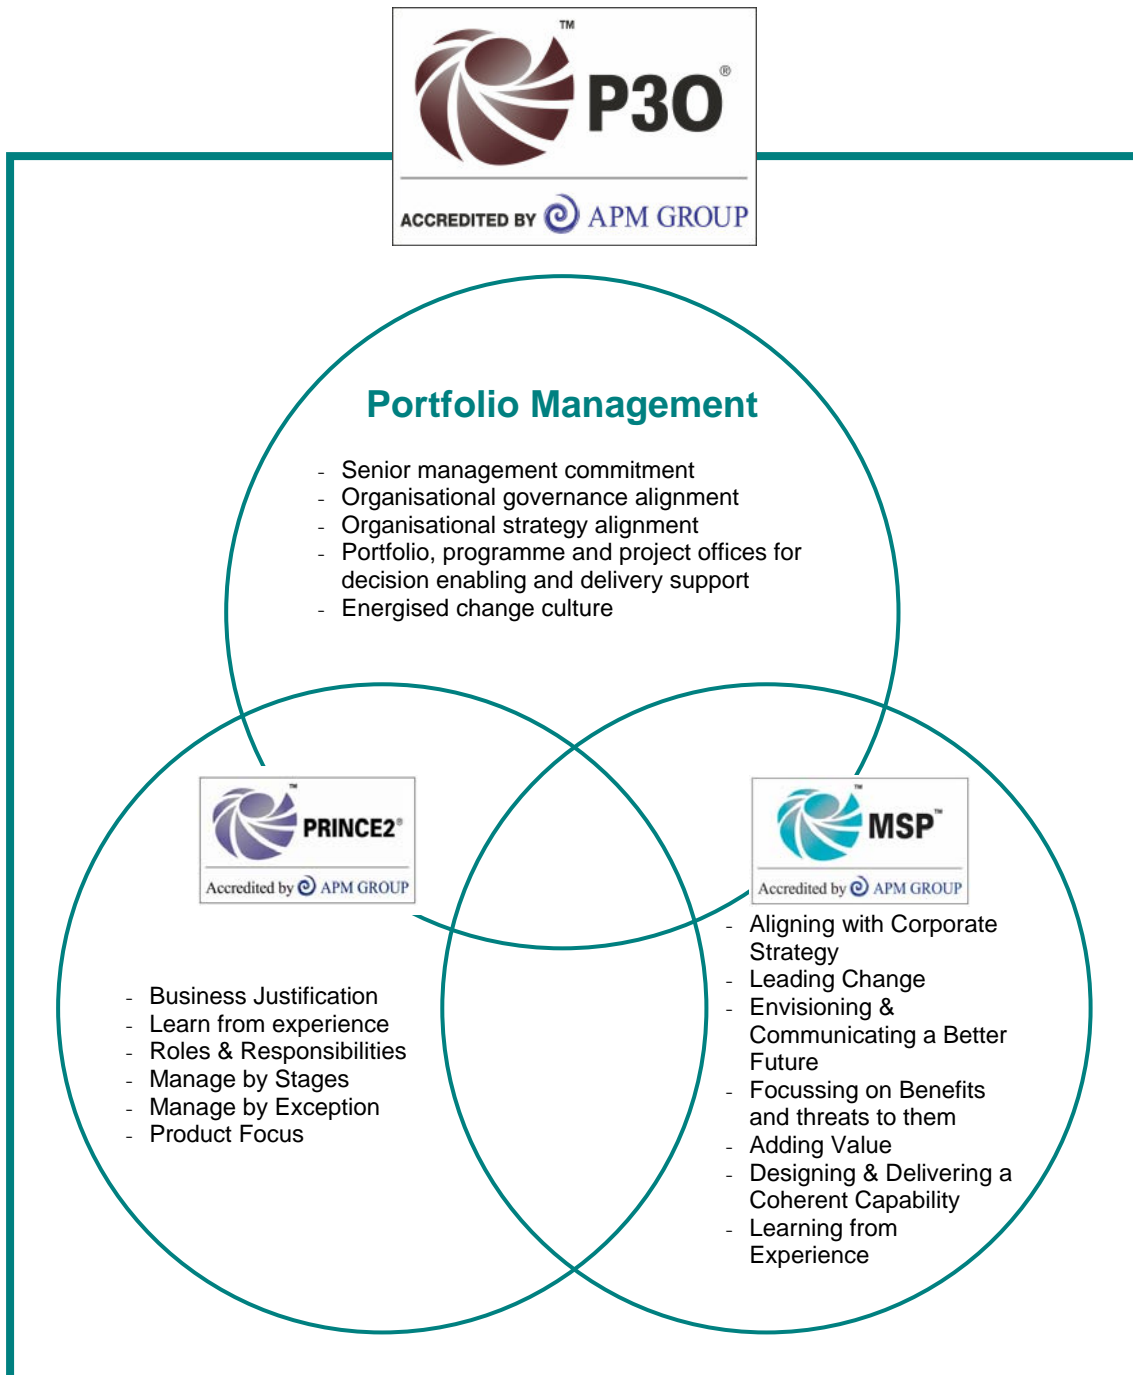 ™
P3O®
ACCREDITED BY APM GROUP
Portfolio Management
- Senior management commitment
- Organisational governance alignment
- Organisational strategy alignment
- Portfolio, programme and project offices for
decision enabling and delivery support
- Energised change culture
™
PRINCE2®
Accredited by APM GROUP
- Business Justification
- Learn from experience
- Roles & Responsibilities
- Manage by Stages
- Manage by Exception
- Product Focus
™
MSP™
Accredited by APM GROUP
- Aligning with Corporate
Strategy
- Leading Change
- Envisioning &
Communicating a Better
Future
- Focussing on Benefits
and threats to them
- Adding Value
- Designing & Delivering a
Coherent Capability
- Learning from
Experience